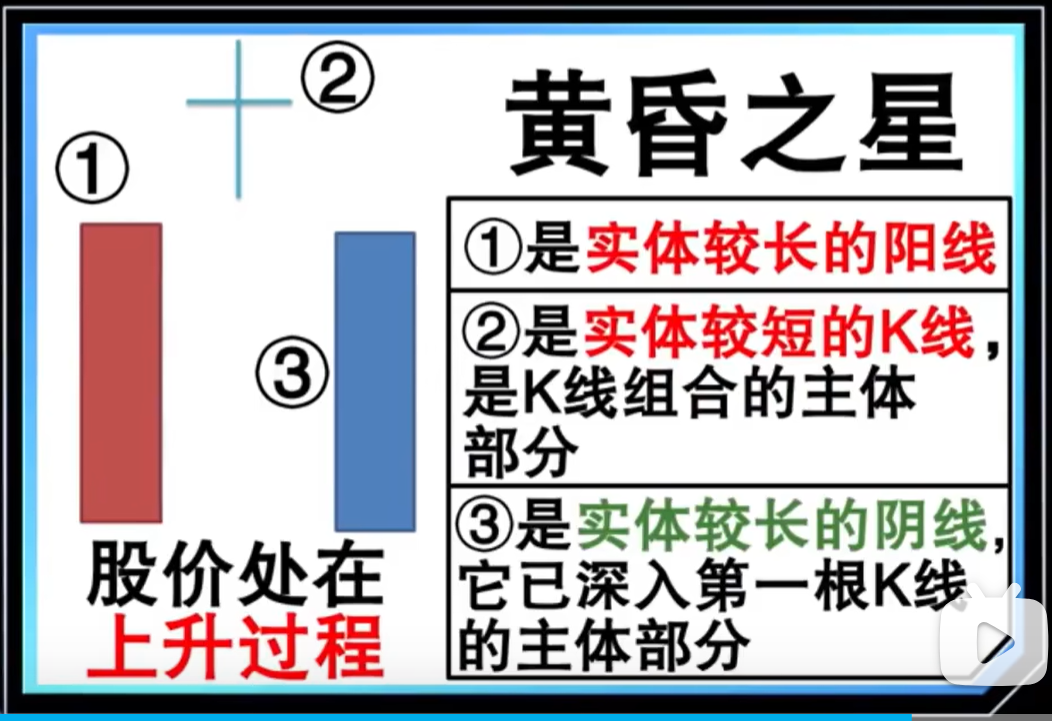 黄昏之星
①
②
③
股价处在
上升过程
①是实体较长的阳线
②是实体较短的K线，
是K线组合的主体
部分
③是实体较长的阴线，
它已深入第一根K线
的主体部分